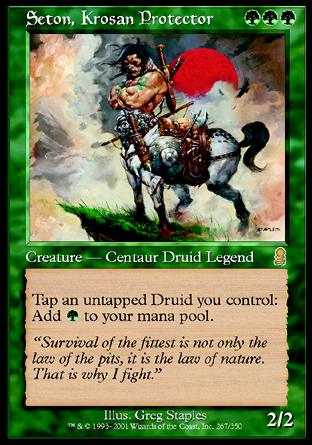 Seton, Krosan Protector
STAPLES
Creature — Centaur Druid Legend
Tap an untapped Druid you control:
Add to your mana pool.
“Survival of the fittest is not only the
law of the pits, it is the law of nature.
That is why I fight.”
2/2
Illus. Greg Staples
™ & © 1993–2001 Wizards of the Coast, Inc. 267/350